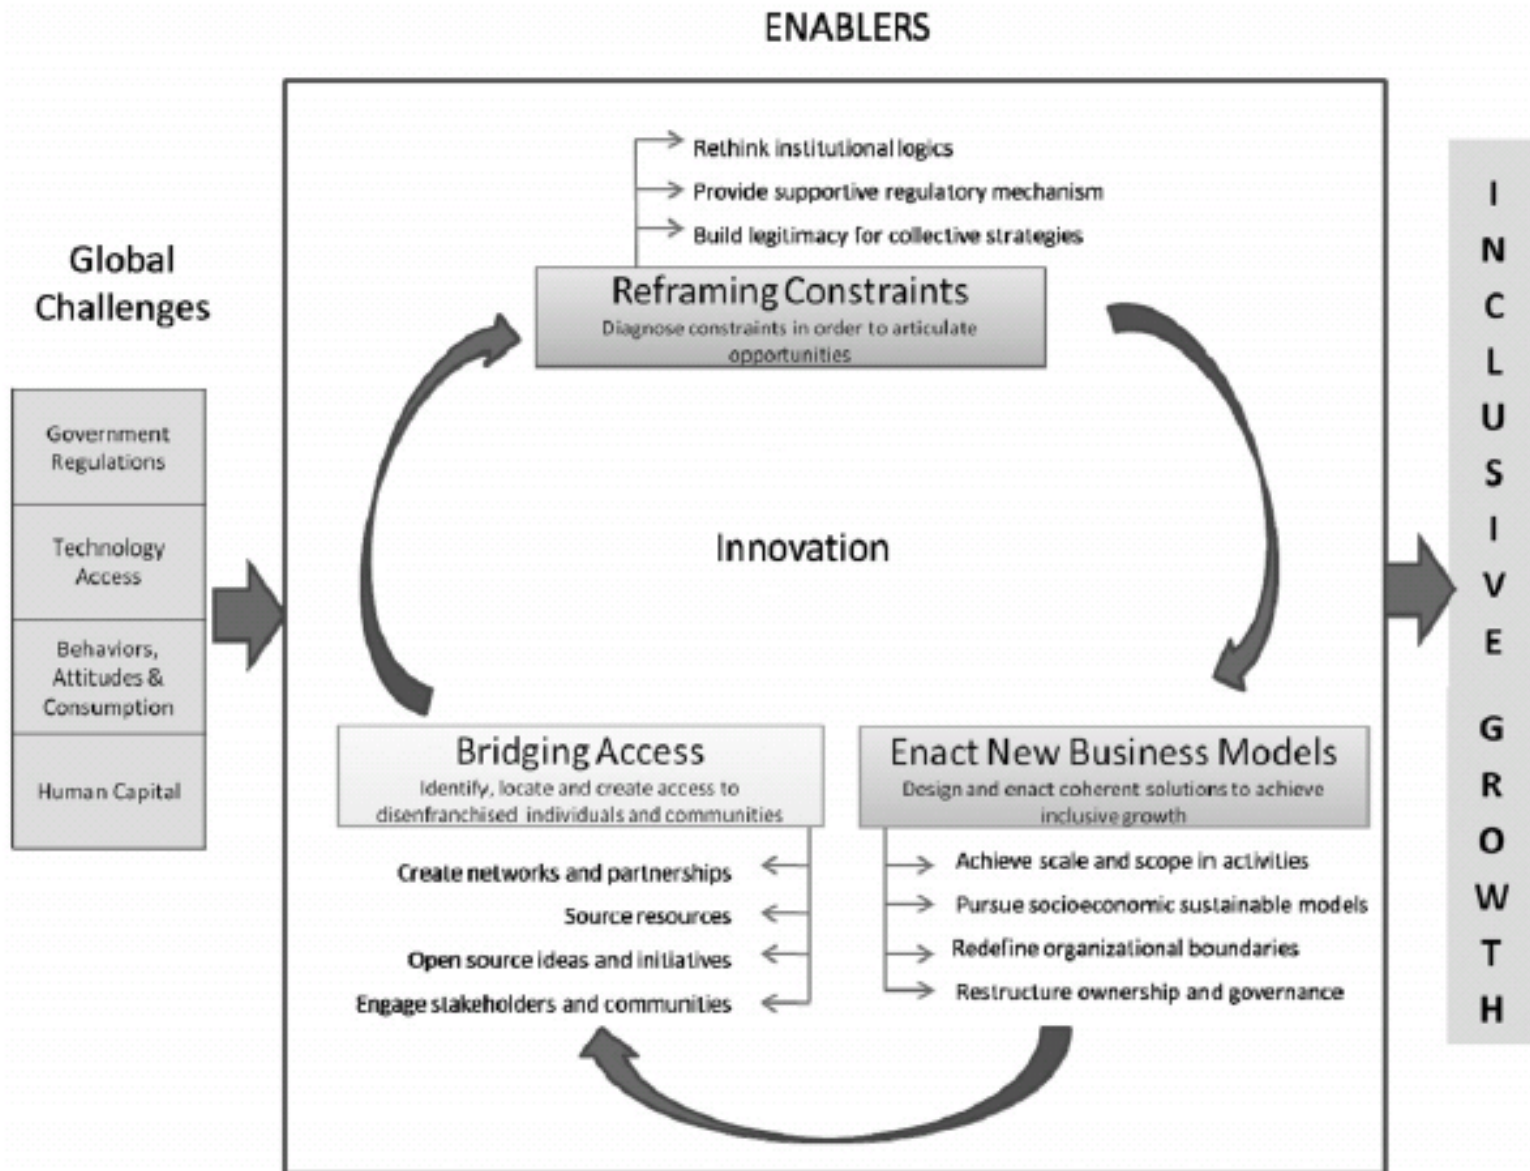 ENABLERS
Rethink institutional logics
Provide supportive regulatory mechanism
Build legitimacy for collective strategies
Reframing Constraints
Diagnose constraints in order to articulate
opportunities
Global
Challenges
Government
Regulations
Technology
Access
Behaviors,
Attitudes &
Consumption
Human Capital
Innovation
Bridging Access
Identify, locate and create access to
disenfranchised individuals and communities
Create networks and partnerships
Source resources
Open source ideas and initiatives
Engage stakeholders and communities
Enact New Business Models
Design and enact coherent solutions to achieve
inclusive growth
Achieve scale and scope in activities
Pursue socioeconomic sustainable models
Redefine organizational boundaries
Restructure ownership and governance
INCLUSIVE GROWTH